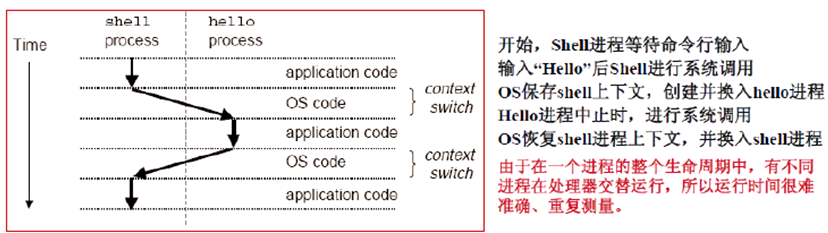 shell
process
hello
process
Time
application code
OS code
context
switch
application code
OS code
context
switch
application code
开始，Shell进程等待命令行输入
输入“Hello”后Shell进行系统调用
OS保存shell上下文，创建并换入hello进程
Hello进程中止时，进行系统调用
OS恢复shell进程上下文，并换入shell进程
由于在一个进程的整个生命周期中，有不同
进程在处理器交替运行，所以运行时间很难
准确、重复测量。